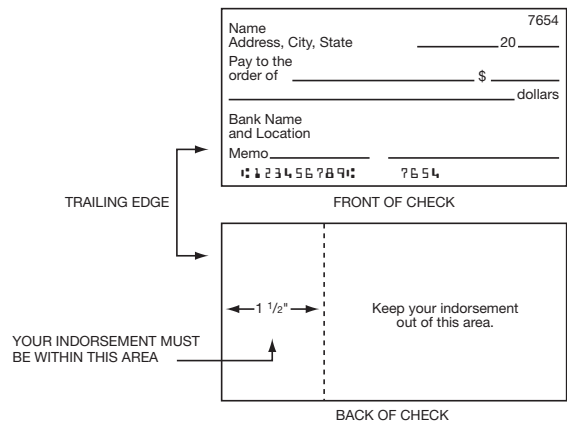 7654
Name
Address, City, State 20
Pay to the
order of $
dollars
Bank Name
and Location
Memo
⑆123456789⑆ 7654
TRAILING EDGE
FRONT OF CHECK
1 1/2"
Keep your indorsement
out of this area.
YOUR INDORSEMENT MUST
BE WITHIN THIS AREA
BACK OF CHECK